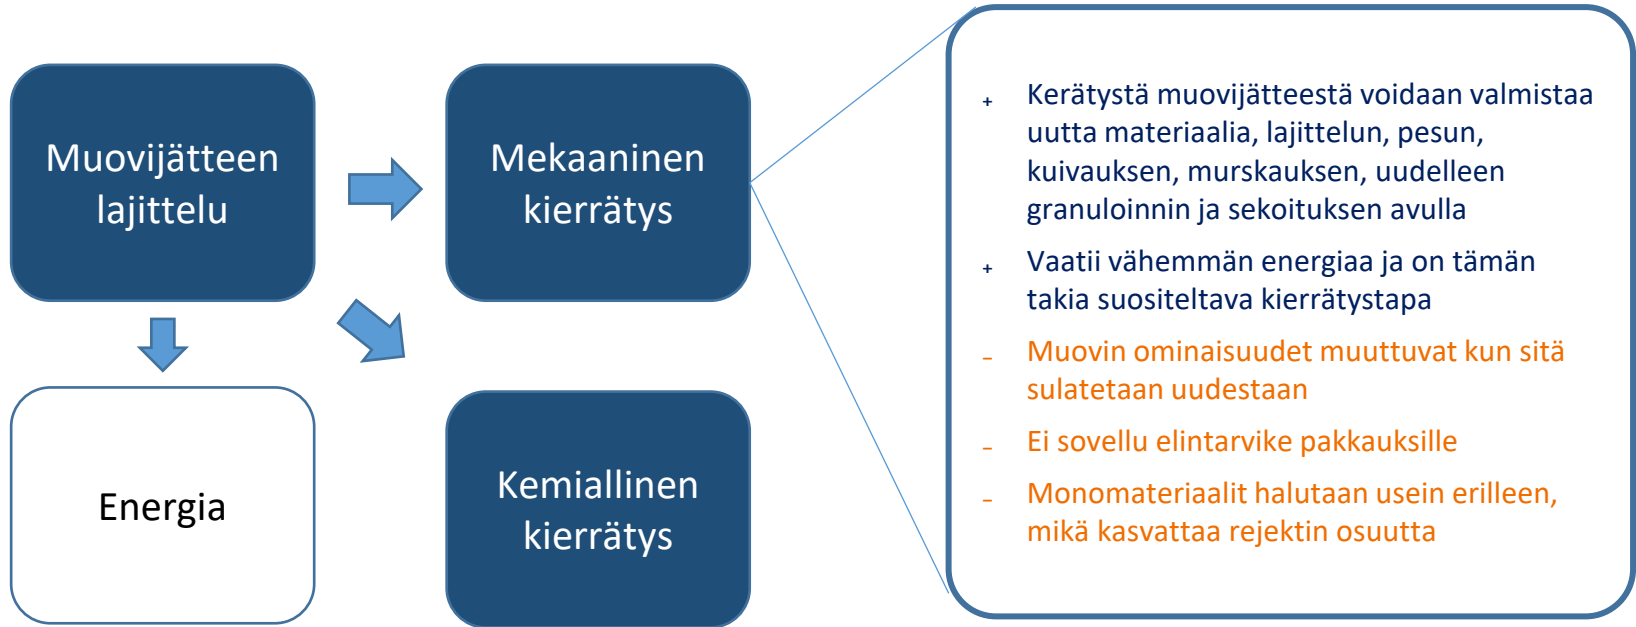 Muovijätteen
lajittelu
Mekaaninen
kierrätys
Energia
Kemiallinen
kierrätys
+ Kerätystä muovijätteestä voidaan valmistaa
uutta materiaalia, lajittelun, pesun,
kuivauksen, murskauksen, uudelleen
granuloinnin ja sekoituksen avulla
+ Vaatii vähemmän energiaa ja on tämän
takia suositeltava kierrätystapa
- Muovin ominaisuudet muuttuvat kun sitä
sulatetaan uudestaan
- Ei sovellu elintarvike pakkauksille
- Monomateriaalit halutaan usein erilleen,
mikä kasvattaa rejektin osuutta